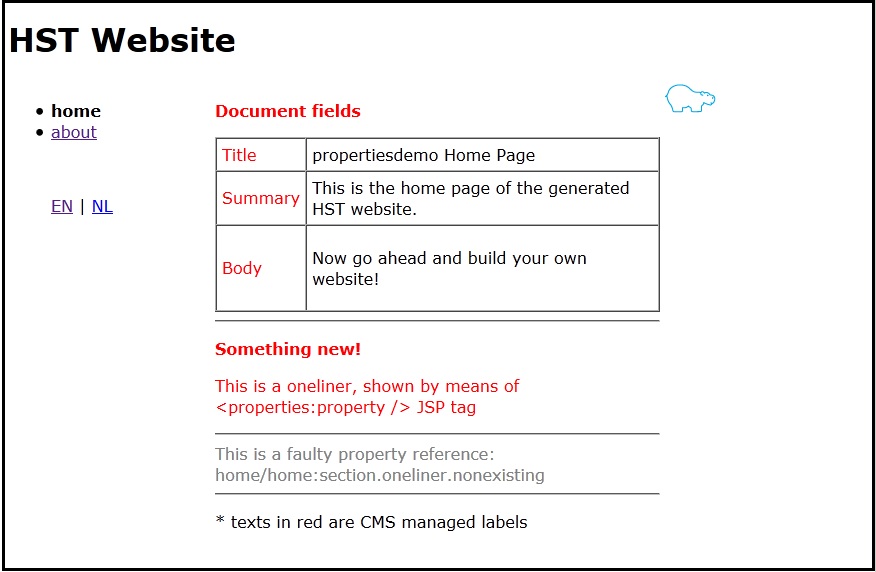 HST Website
home
about
EN | NL
Document fields
Title
propertiesdemo Home Page
Summary
This is the home page of the generated
HST website.
Body
Now go ahead and build your own
website!
Something new!
This is a oneliner, shown by means of
<properties:property /> JSP tag
This is a faulty property reference:
home/home:section.oneliner.nonexisting
* texts in red are CMS managed labels